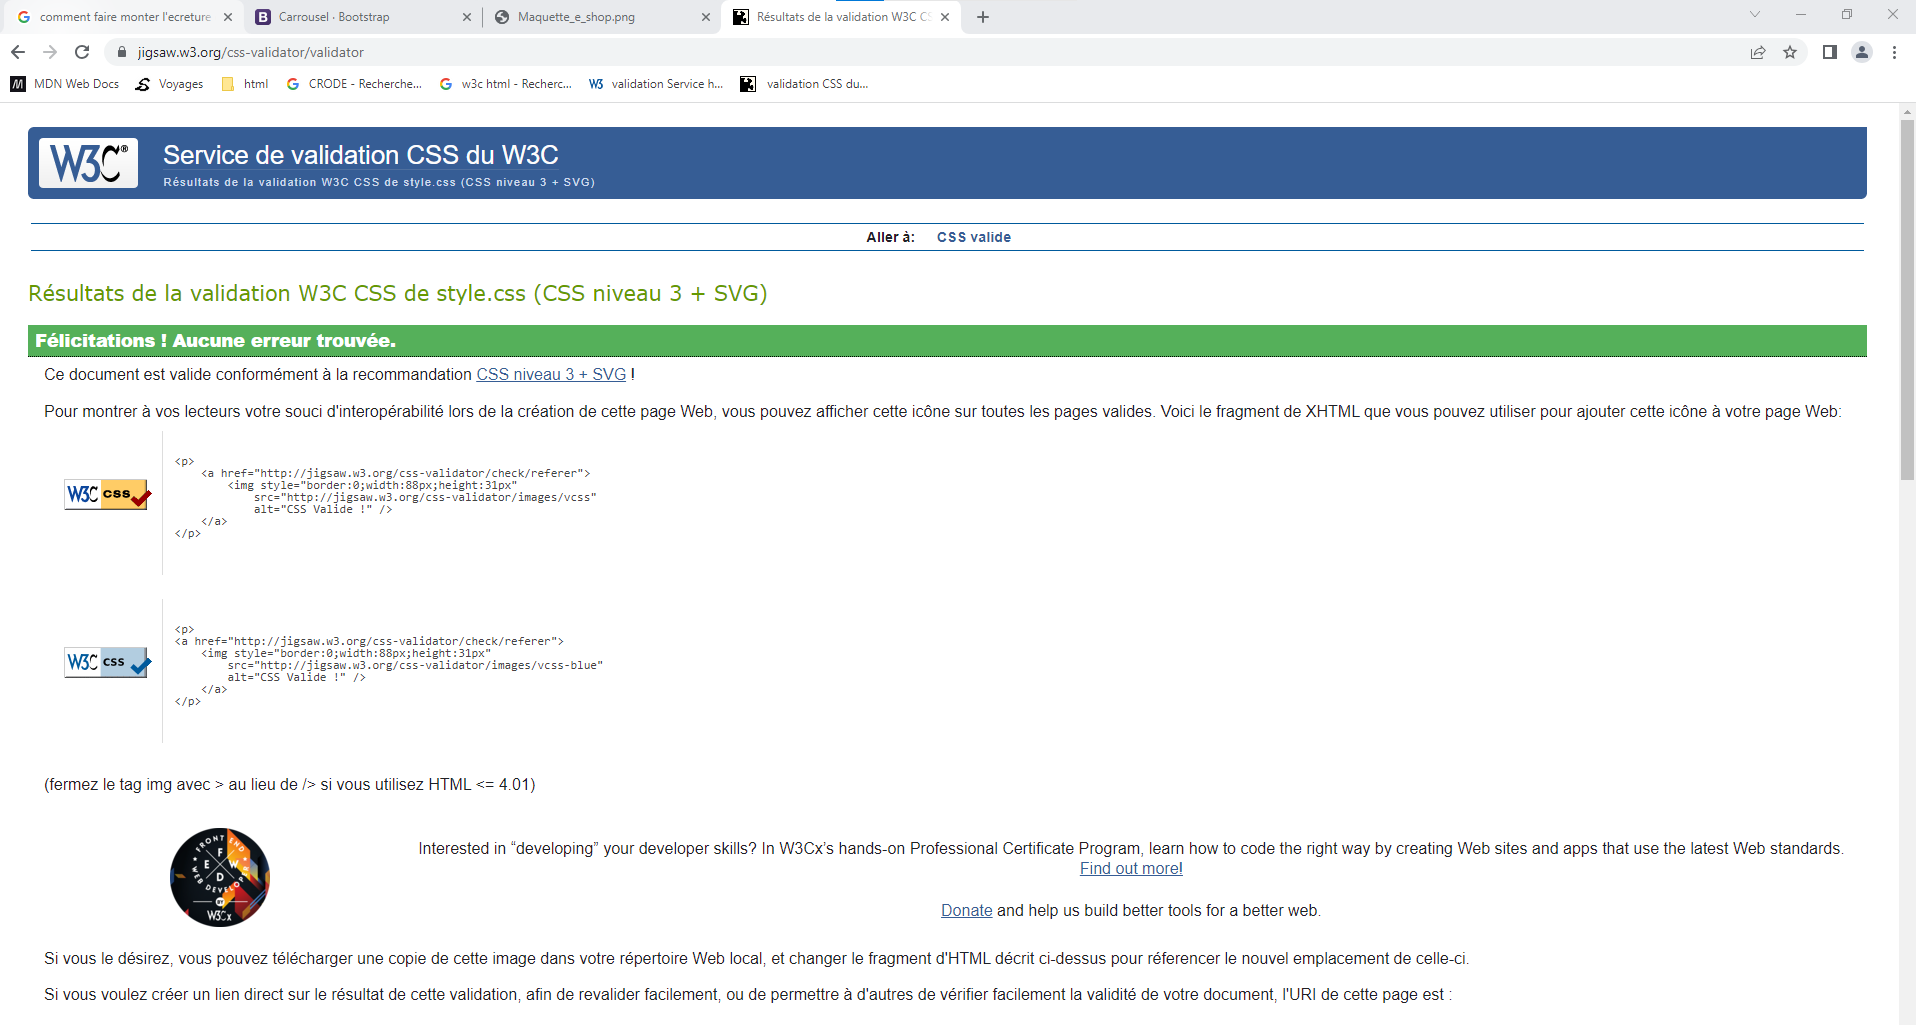 comment faire monter l'ecreture
Carrousel · Bootstrap
Maquette_e_shop.png
Résultats de la validation W3C CS
jigsaw.w3.org/css-validator/validator
MDN Web Docs
Voyages
html
CRODE - Recherche...
w3c html - Recherc...
validation Service h...
validation CSS du...
W3C®
Service de validation CSS du W3C
Résultats de la validation W3C CSS de style.css (CSS niveau 3 + SVG)
Aller à: CSS valide
Résultats de la validation W3C CSS de style.css (CSS niveau 3 + SVG)
Félicitations ! Aucune erreur trouvée.
Ce document est valide conformément à la recommandation CSS niveau 3 + SVG !
Pour montrer à vos lecteurs votre souci d'interopérabilité lors de la création de cette page Web, vous pouvez afficher cette icône sur toutes les pages valides. Voici le fragment de XHTML que vous pouvez utiliser pour ajouter cette icône à votre page Web:
W3C css
<p>
<a href="http://jigsaw.w3.org/css-validator/check/referer">
<img style="border:0;width:88px;height:31px"
src="http://jigsaw.w3.org/css-validator/images/vcss"
alt="CSS Valide !" />
</a>
</p>
W3C css
<p>
<a href="http://jigsaw.w3.org/css-validator/check/referer">
<img style="border:0;width:88px;height:31px"
src="http://jigsaw.w3.org/css-validator/images/vcss-blue"
alt="CSS Valide !" />
</a>
</p>
(fermez le tag img avec > au lieu de /> si vous utilisez HTML <= 4.01)
FRONT END
F
E W
D
WEB DEVELOPER
BY
W3Cx
Interested in “developing” your developer skills? In W3Cx’s hands-on Professional Certificate Program, learn how to code the right way by creating Web sites and apps that use the latest Web standards.
Find out more!
Donate and help us build better tools for a better web.
Si vous le désirez, vous pouvez télécharger une copie de cette image dans votre répertoire Web local, et changer le fragment d'HTML décrit ci-dessus pour réferencer le nouvel emplacement de celle-ci.
Si vous voulez créer un lien direct sur le résultat de cette validation, afin de revalider facilement, ou de permettre à d'autres de vérifier facilement la validité de votre document, l'URI de cette page est :